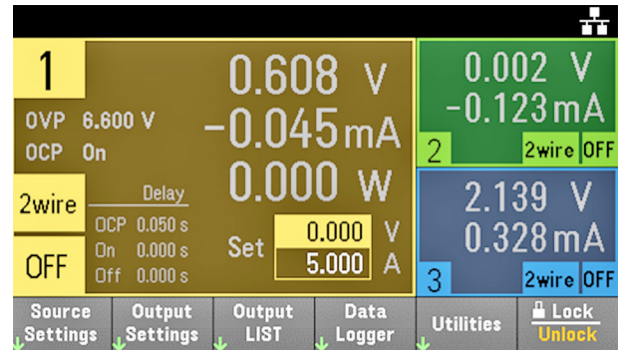 1
OVP 6.600 V
OCP On
0.608 V
-0.045 mA
0.000 W
2wire
OFF
Delay
OCP 0.050 s
On 0.000 s
Off 0.000 s
Set 0.000 V
5.000 A
0.002 V
-0.123 mA
2 2wire OFF
2.139 V
0.328 mA
3 2wire OFF
Source Settings
Output Settings
Output LIST
Data Logger
Utilities
Lock
Unlock